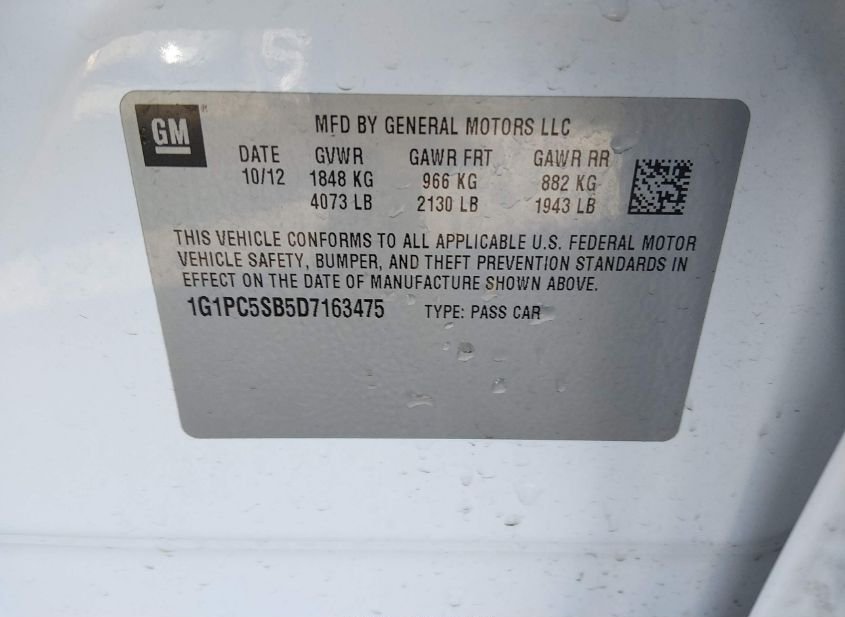 GM
MFD BY GENERAL MOTORS LLC
DATE GVWR GAWR FRT GAWR RR
10/12 1848 KG 966 KG 882 KG
4073 LB 2130 LB 1943 LB
THIS VEHICLE CONFORMS TO ALL APPLICABLE U.S. FEDERAL MOTOR
VEHICLE SAFETY, BUMPER, AND THEFT PREVENTION STANDARDS IN
EFFECT ON THE DATE OF MANUFACTURE SHOWN ABOVE.
1G1PC5SB5D7163475 TYPE: PASS CAR